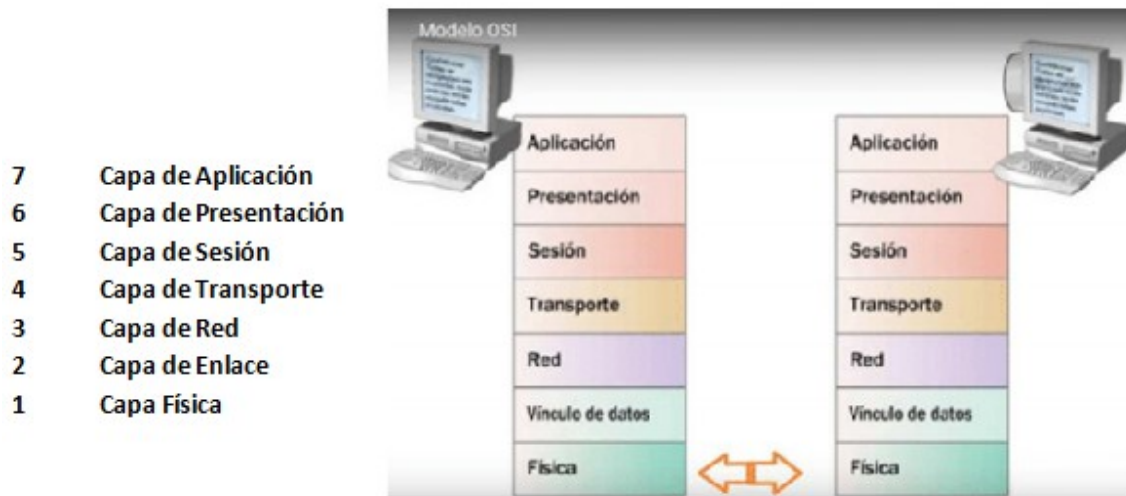 7 Capa de Aplicación
6 Capa de Presentación
5 Capa de Sesión
4 Capa de Transporte
3 Capa de Red
2 Capa de Enlace
1 Capa Física
Modelo OSI
Aplicación
Presentación
Sesión
Transporte
Red
Vínculo de datos
Física
Aplicación
Presentación
Sesión
Transporte
Red
Vínculo de datos
Física